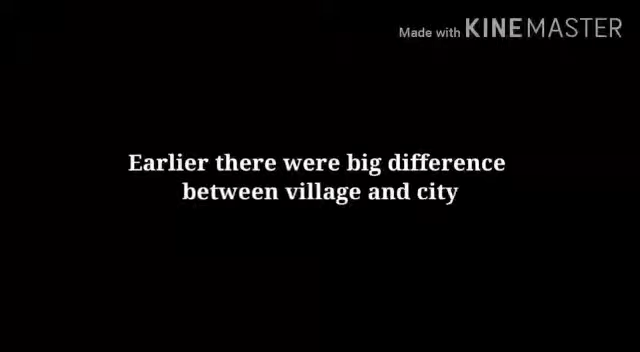 Made with KINEMASTER
Earlier there were big difference
between village and city